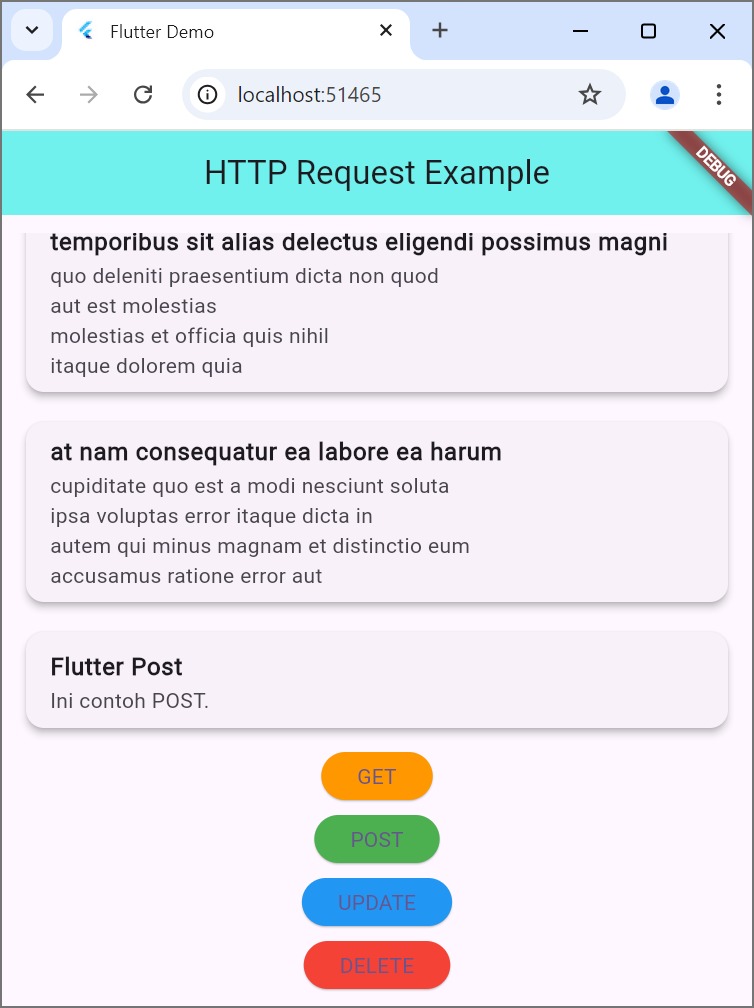 Flutter Demo
localhost:51465
HTTP Request Example
DEBUG
temporibus sit alias delectus eligendi possimus magni
quo deleniti praesentium dicta non quod
aut est molestias
molestias et officia quis nihil
itaque dolorem quia
at nam consequatur ea labore ea harum
cupiditate quo est a modi nesciunt soluta
ipsa voluptas error itaque dicta in
autem qui minus magnam et distinctio eum
accusamus ratione error aut
Flutter Post
Ini contoh POST.
GET
POST
UPDATE
DELETE